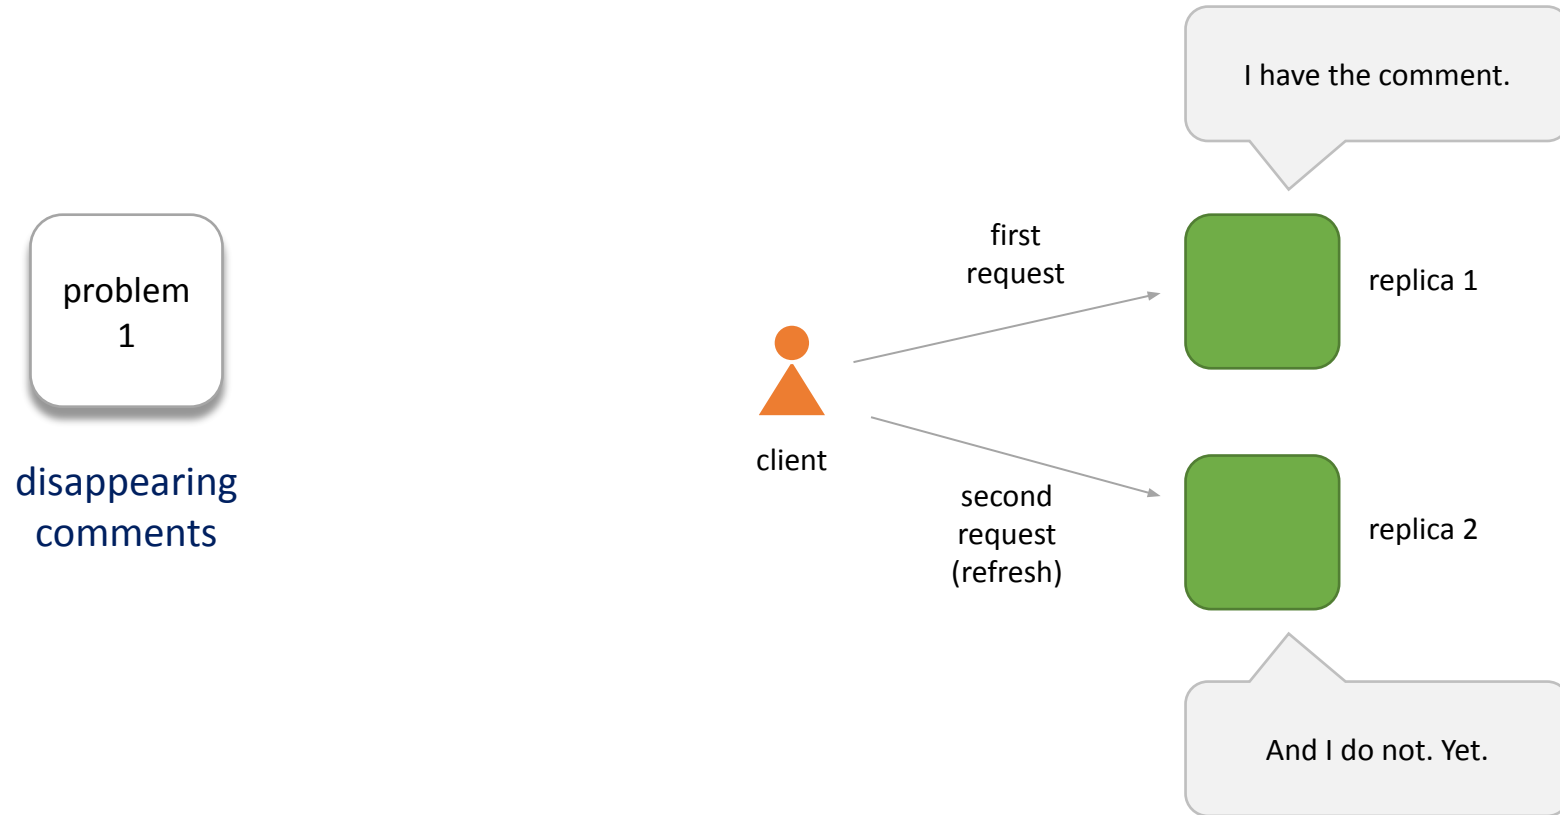 problem
1
disappearing
comments
client
first
request
second
request
(refresh)
I have the comment.
replica 1
replica 2
And I do not. Yet.